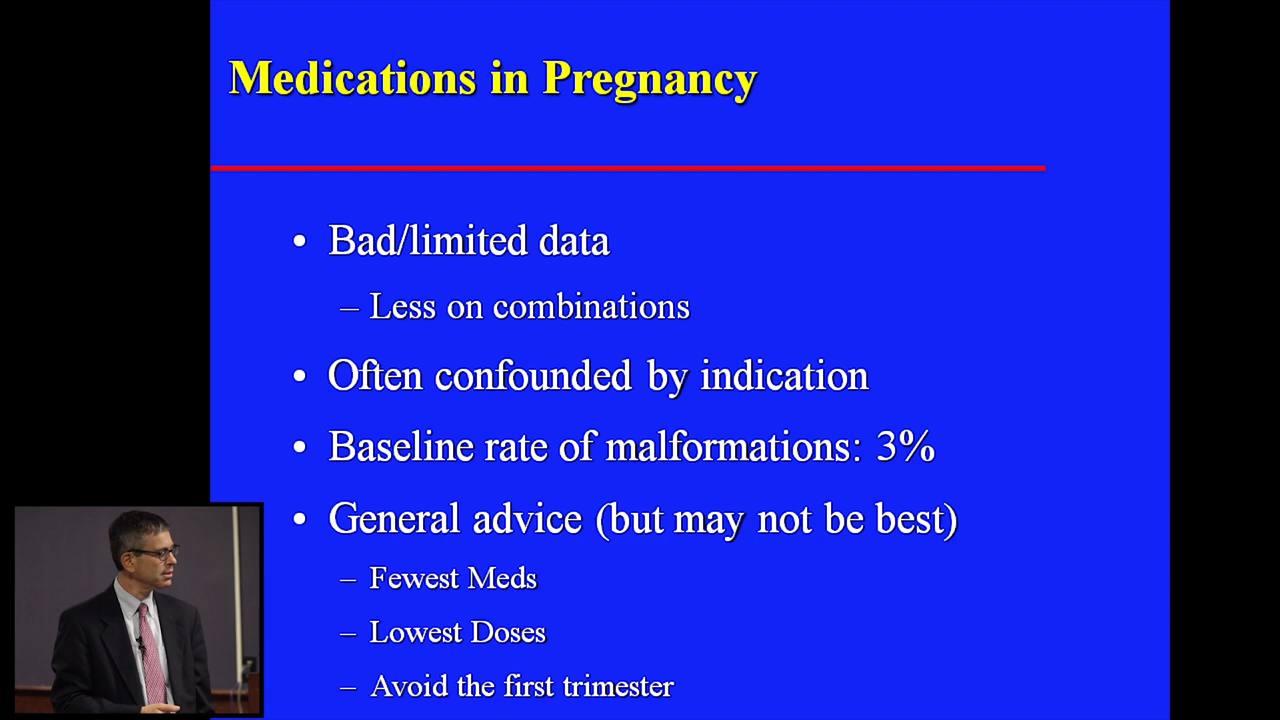 Medications in Pregnancy
• Bad/limited data
– Less on combinations
• Often confounded by indication
• Baseline rate of malformations: 3%
• General advice (but may not be best)
– Fewest Meds
– Lowest Doses
– Avoid the first trimester